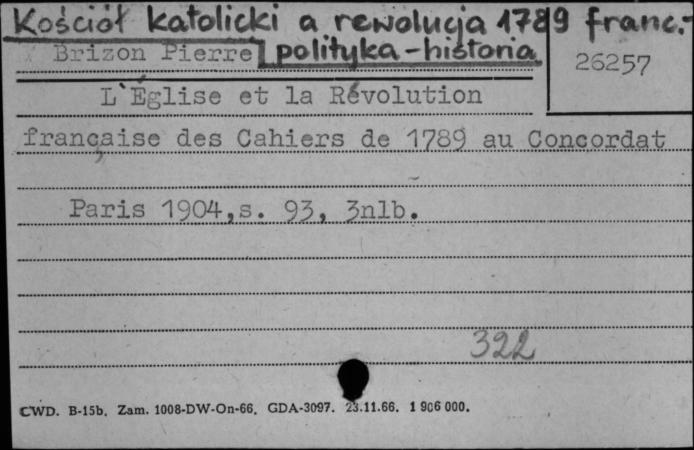 Kościół katolicki a rewolucja 1789 franc.-
Brizon Pierre polityka-historia
26257
L'Église et la Révolution
française des Cahiers de 1789 au Concordat
Paris 1904,s. 93, 3nlb.
322
CWD. B-15b. Zam. 1008-DW-On-66. GDA-3097. 23.11.66. 1 906 000.